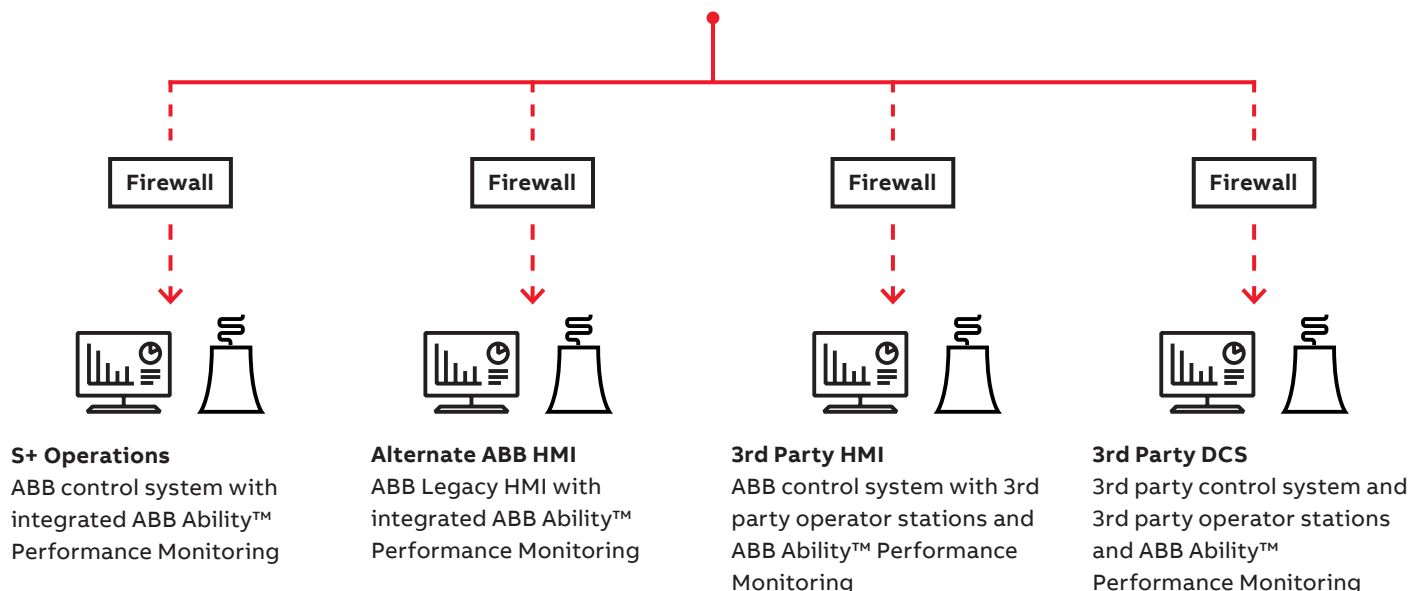 Firewall
Firewall
Firewall
Firewall
S+ Operations
ABB control system with
integrated ABB Ability™
Performance Monitoring
Alternate ABB HMI
ABB Legacy HMI with
integrated ABB Ability™
Performance Monitoring
3rd Party HMI
ABB control system with 3rd
party operator stations and
ABB Ability™ Performance
Monitoring
3rd Party DCS
3rd party control system and
3rd party operator stations
and ABB Ability™
Performance Monitoring